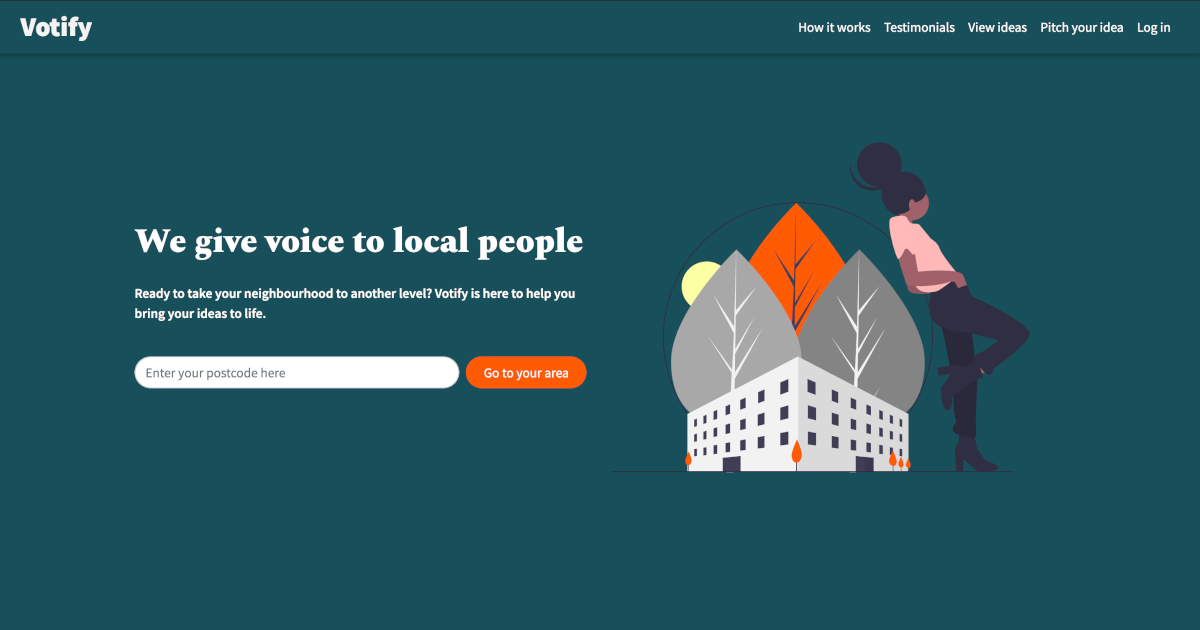 Votify
How it works
Testimonials
View ideas
Pitch your idea
Log in
We give voice to local people
Ready to take your neighbourhood to another level? Votify is here to help you
bring your ideas to life.
Enter your postcode here
Go to your area